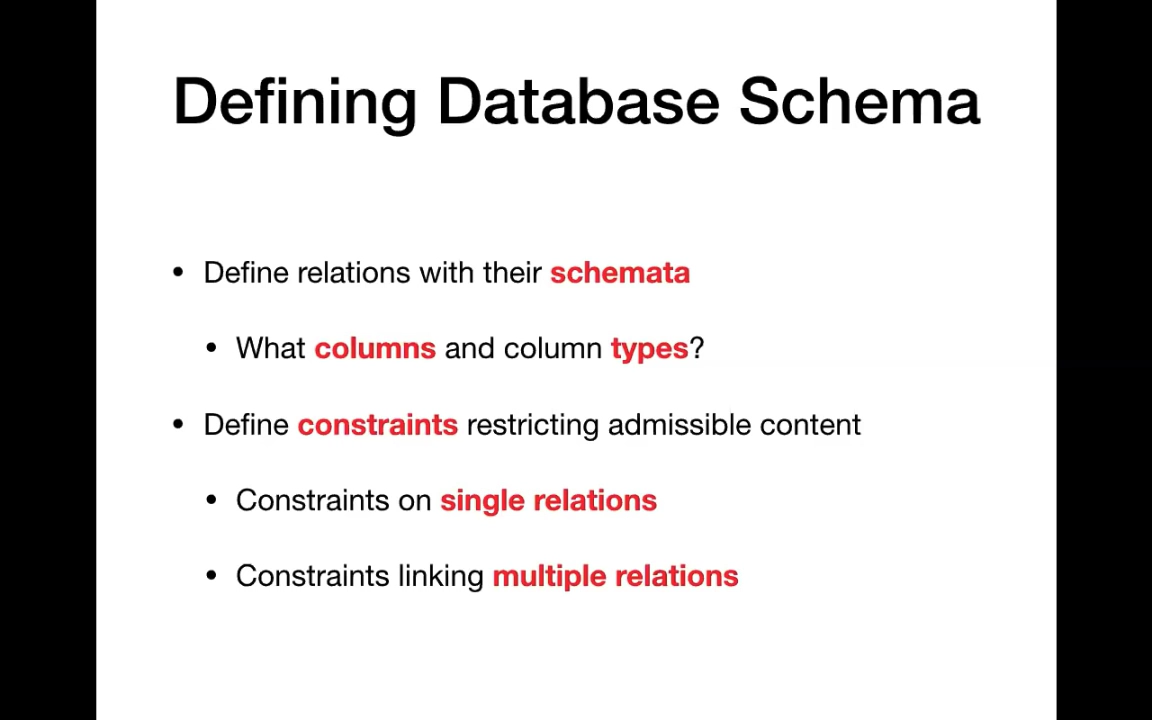 Defining Database Schema
• Define relations with their schemata
• What columns and column types?
• Define constraints restricting admissible content
• Constraints on single relations
• Constraints linking multiple relations